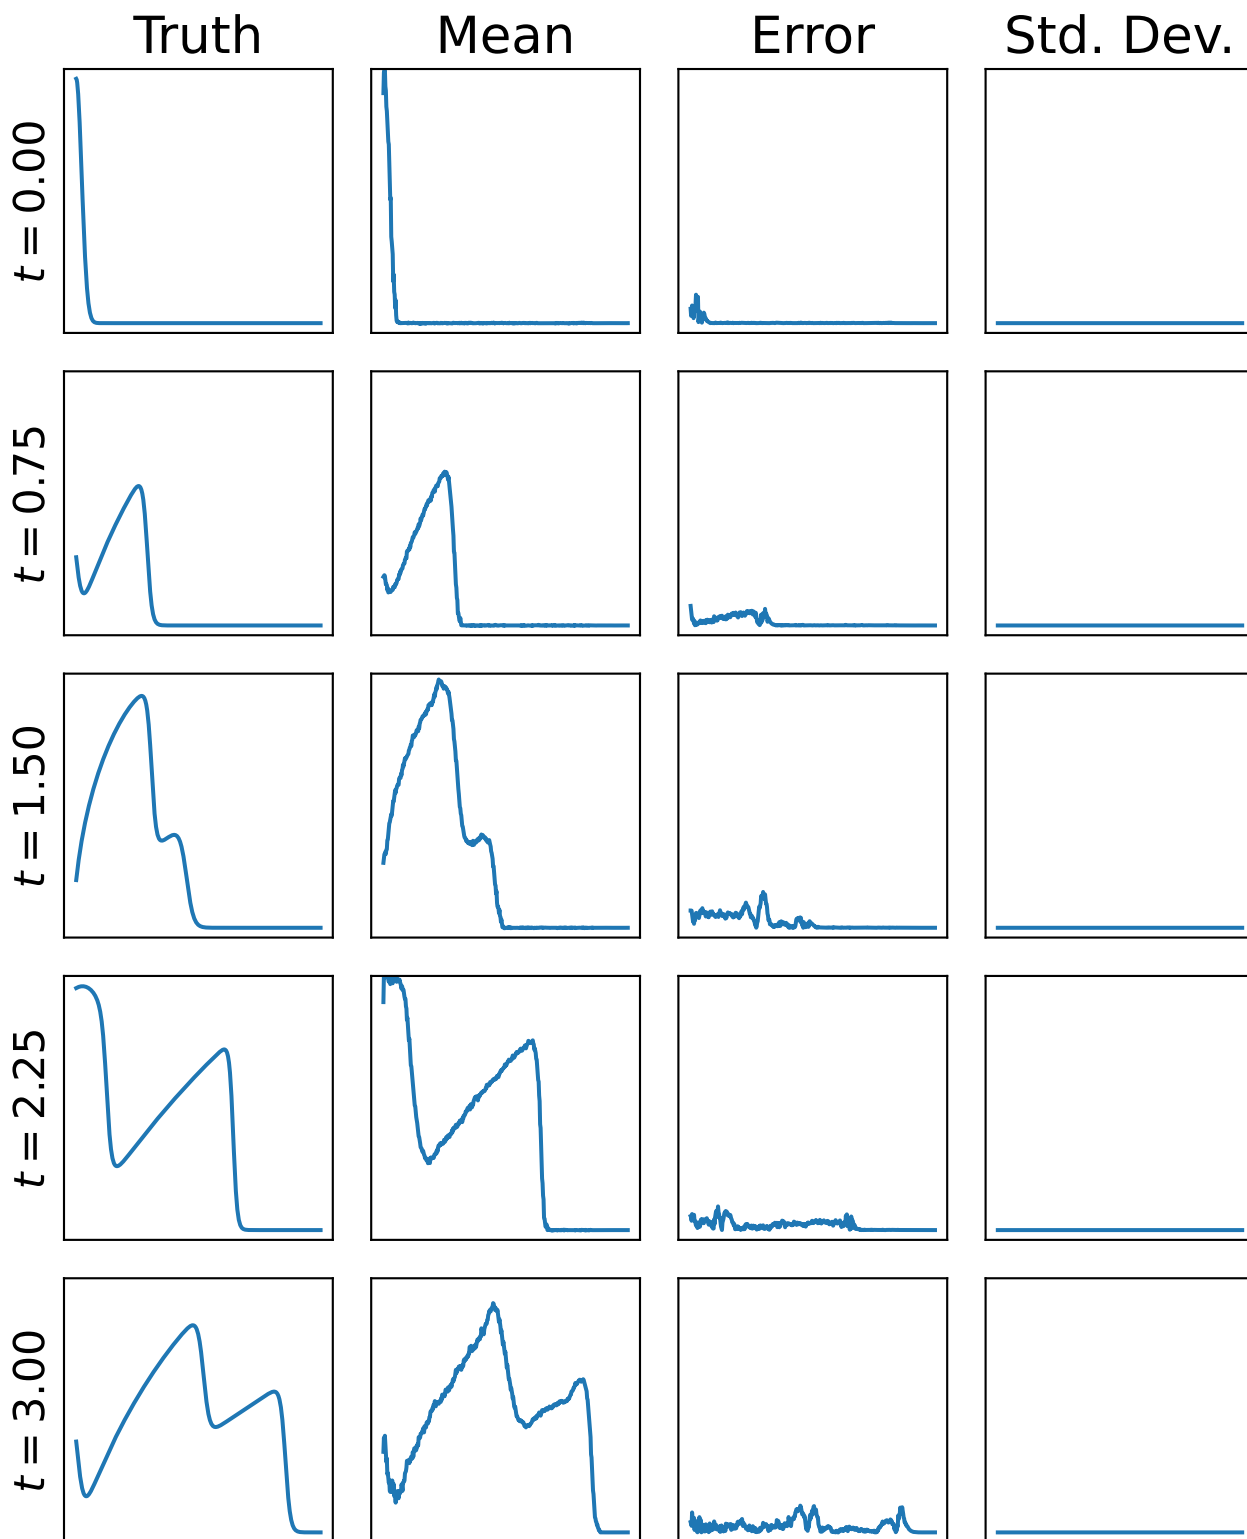 Truth Mean Error Std. Dev.
t = 0.00
t = 0.75
t = 1.50
t = 2.25
t = 3.00